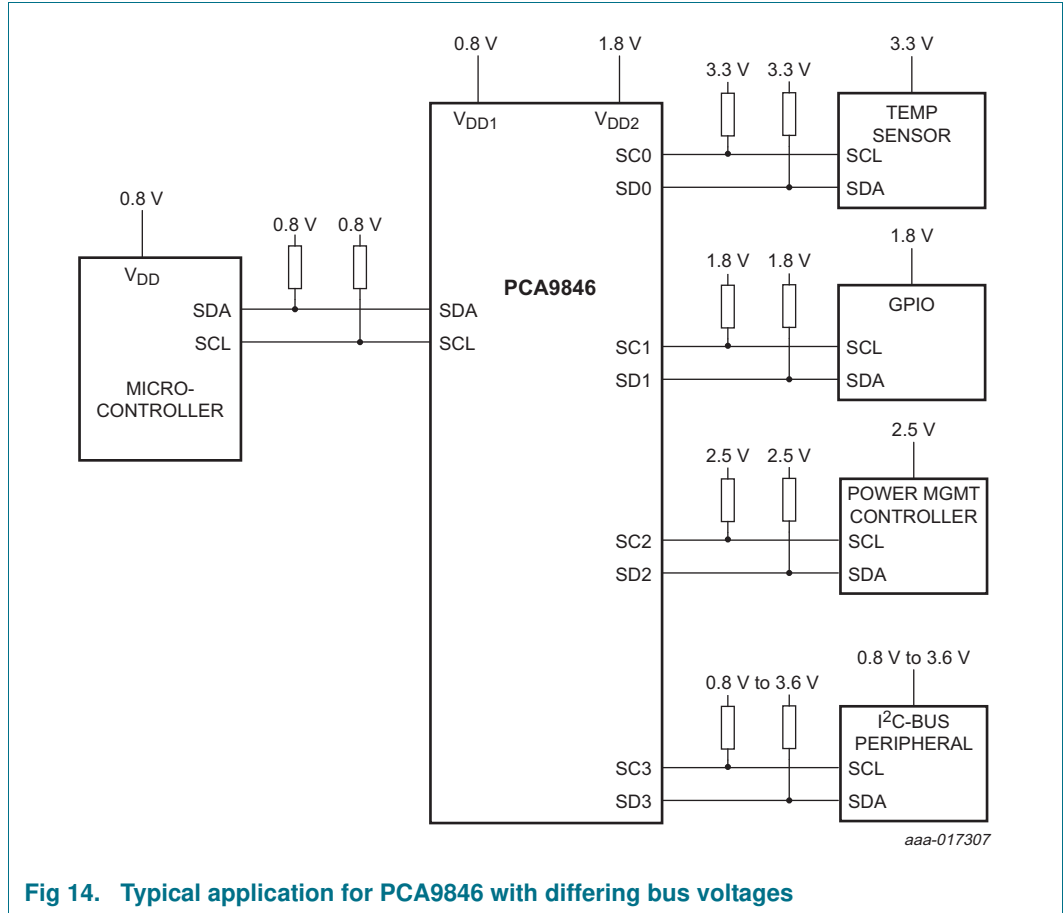 0.8 V
1.8 V
3.3 V
3.3 V 3.3 V
VDD1
VDD2
TEMP
SENSOR
SC0
SCL
SD0
SDA
0.8 V
0.8 V 0.8 V
VDD
SDA
SCL
MICRO-
CONTROLLER
SDA
SCL
PCA9846
1.8 V
1.8 V 1.8 V
GPIO
SC1
SCL
SD1
SDA
2.5 V
2.5 V 2.5 V
POWER MGMT
CONTROLLER
SC2
SCL
SD2
SDA
0.8 V to 3.6 V
0.8 V to 3.6 V
I2C-BUS
PERIPHERAL
SC3
SCL
SD3
SDA
aaa-017307
Fig 14. Typical application for PCA9846 with differing bus voltages